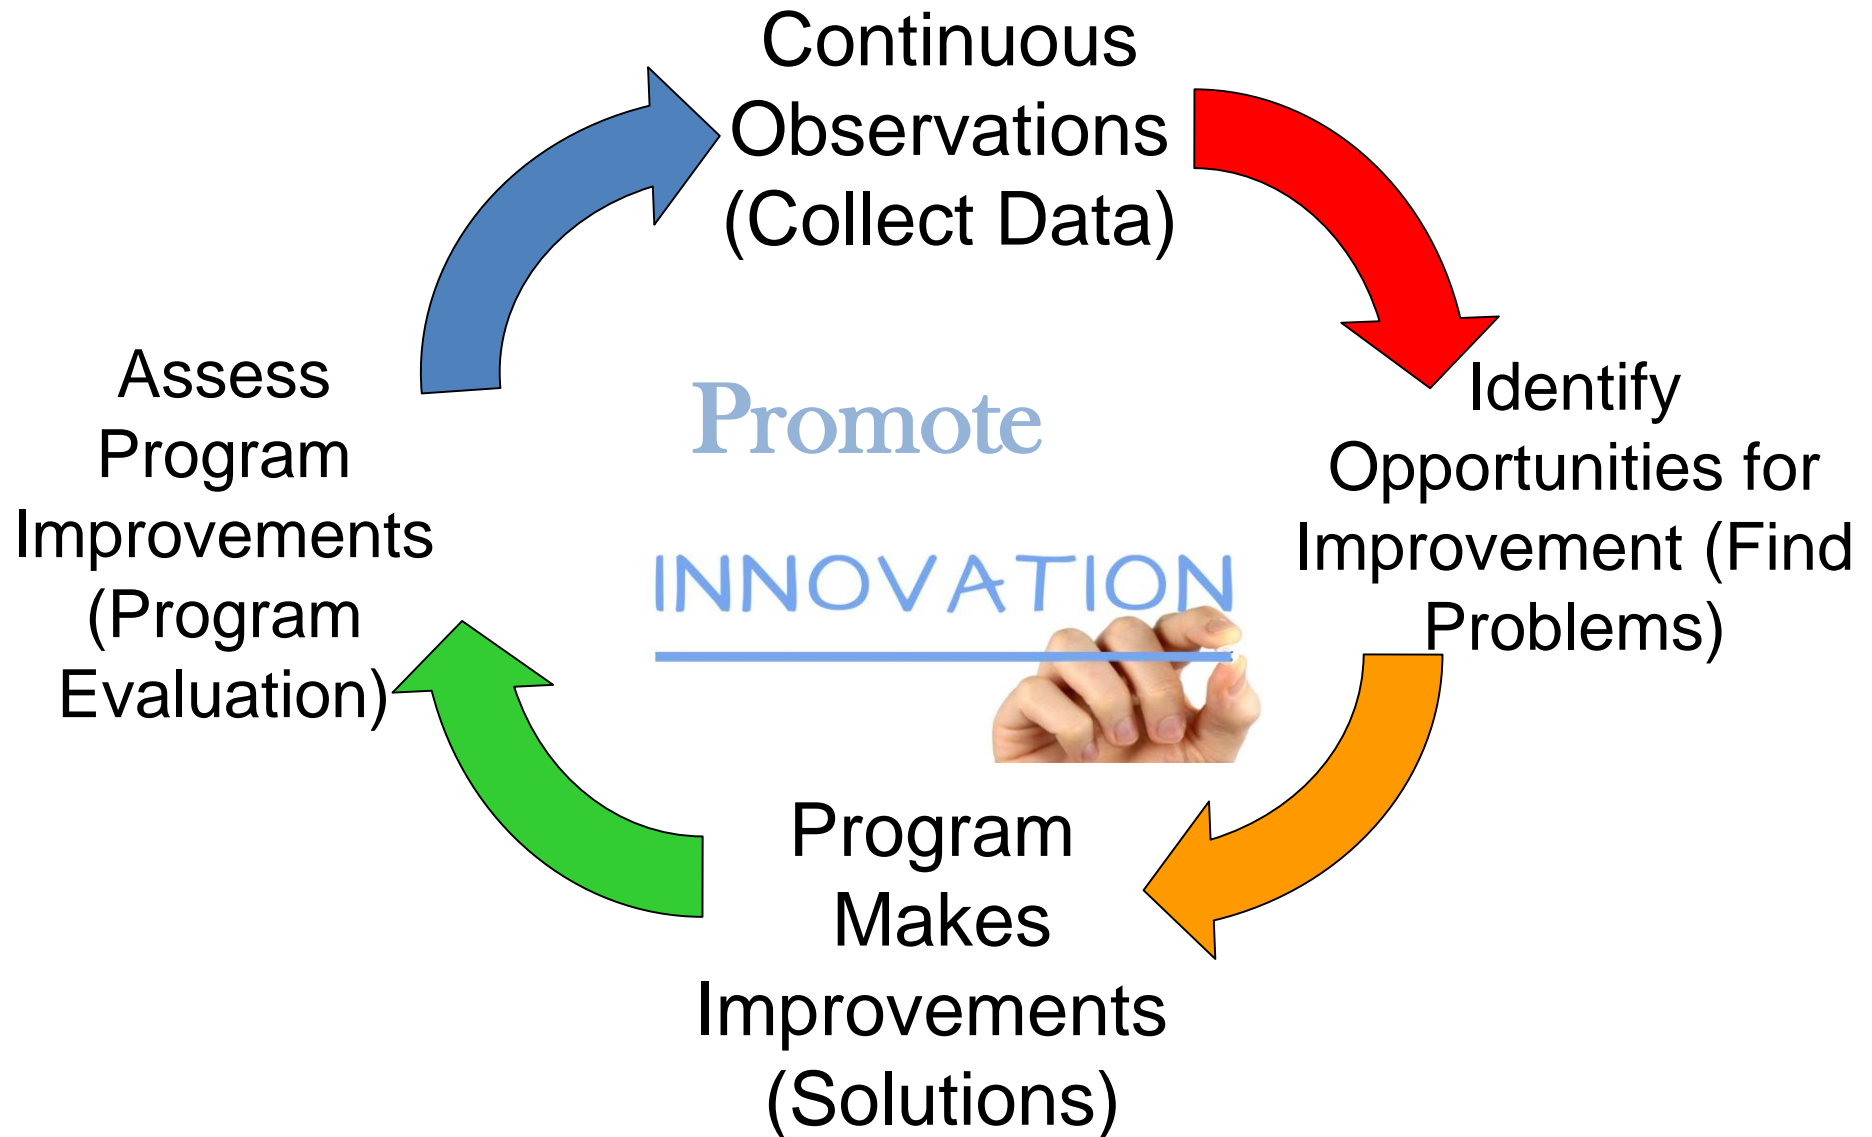 Continuous
Observations
(Collect Data)
Identify
Opportunities for
Improvement (Find
Problems)
Program
Makes
Improvements
(Solutions)
Assess
Program
Improvements
(Program
Evaluation)
Promote
INNOVATION